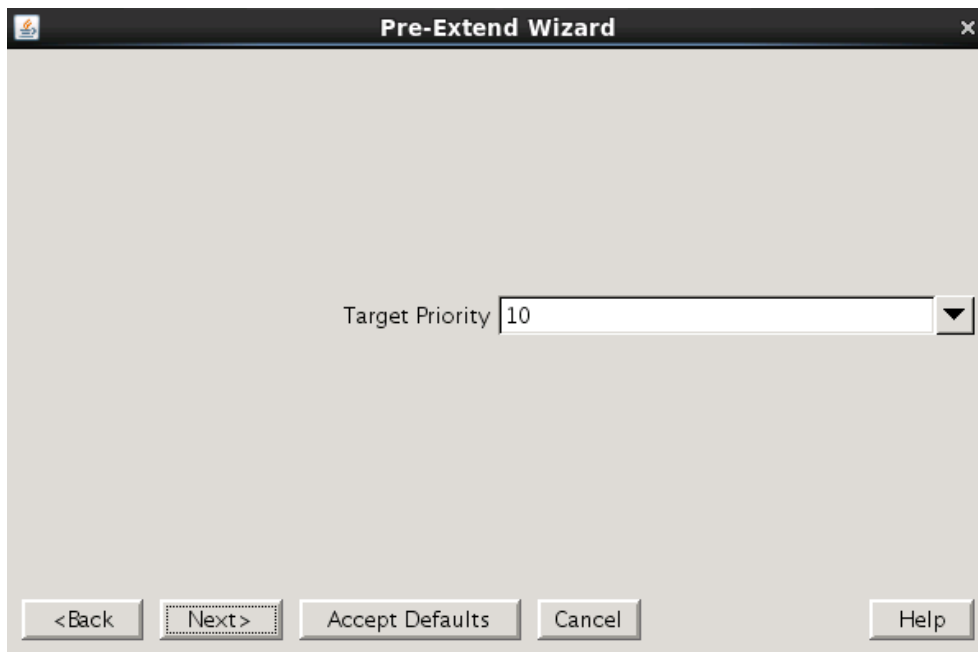 Pre-Extend Wizard
Target Priority 10
<Back Next> Accept Defaults Cancel Help